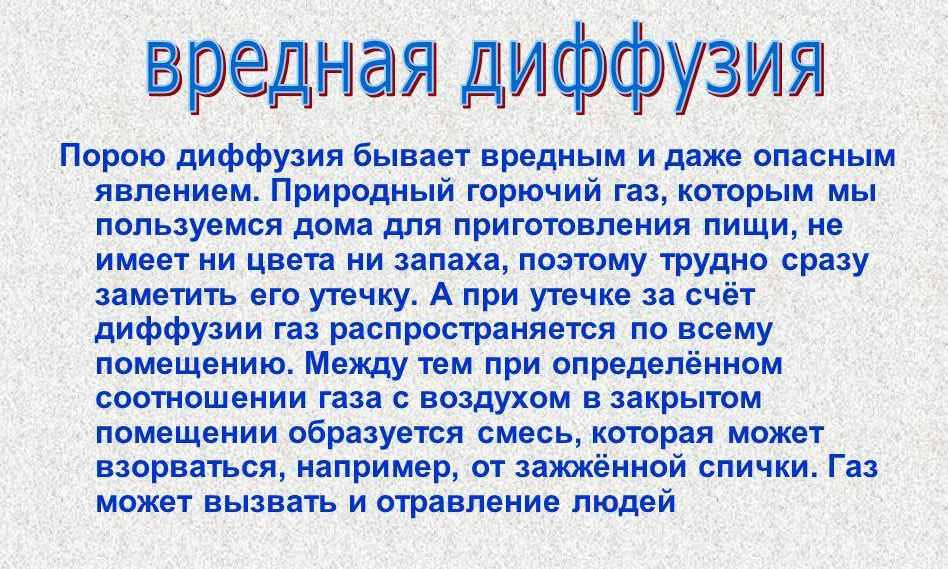 вредная диффузия
Порою диффузия бывает вредным и даже опасным
явлением. Природный горючий газ, которым мы
пользуемся дома для приготовления пищи, не
имеет ни цвета ни запаха, поэтому трудно сразу
заметить его утечку. А при утечке за счёт
диффузии газ распространяется по всему
помещению. Между тем при определённом
соотношении газа с воздухом в закрытом
помещении образуется смесь, которая может
взорваться, например, от зажжённой спички. Газ
может вызвать и отравление людей